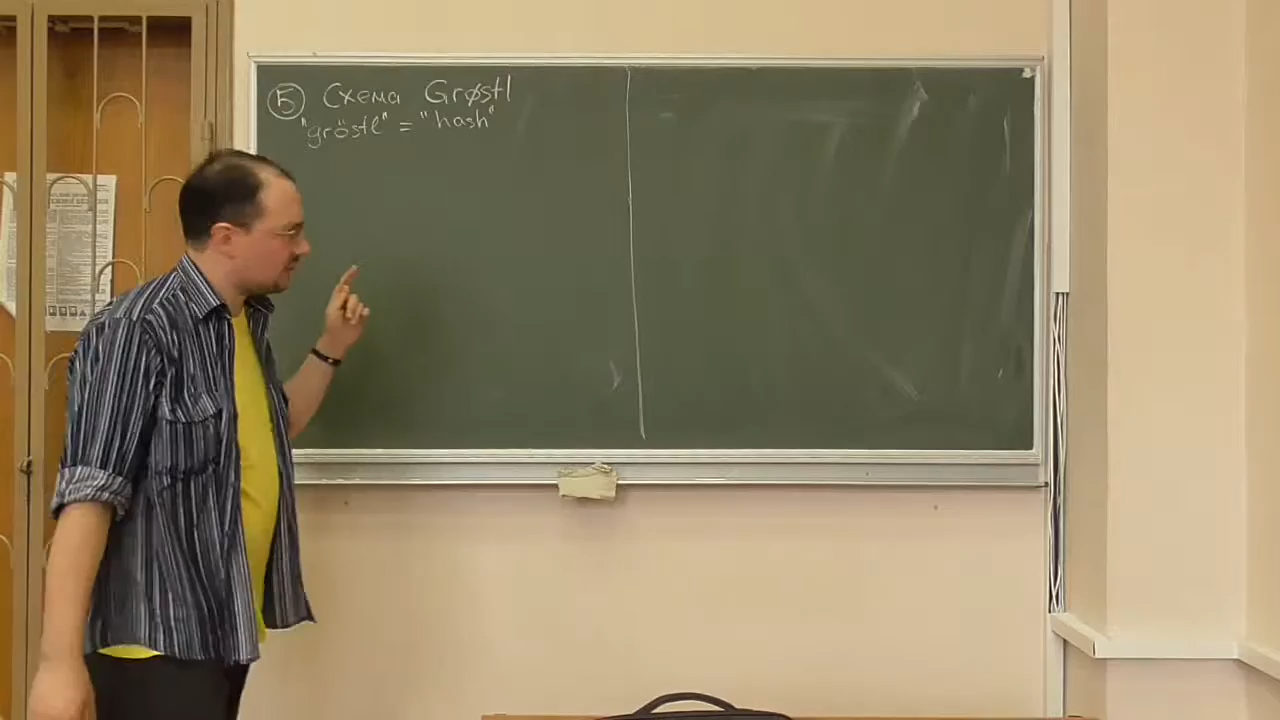 ⑤ Схема Grøstl
"gröstl" = "hash"